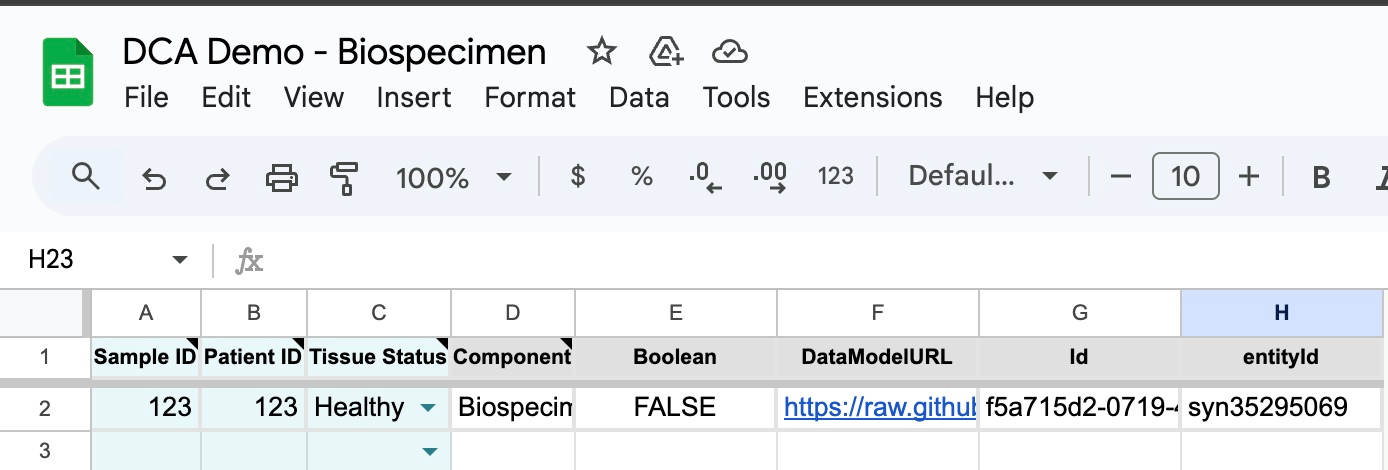 DCA Demo - Biospecimen
File Edit View Insert Format Data Tools Extensions Help
100% $ % .0 .00 123 Defaul... − 10 + B I
H23 fx
A B C D E F G H
1 Sample ID Patient ID Tissue Status Component Boolean DataModelURL Id entityId
2 123 123 Healthy Biospecim FALSE https://raw.githul f5a715d2-0719-4 syn35295069
3